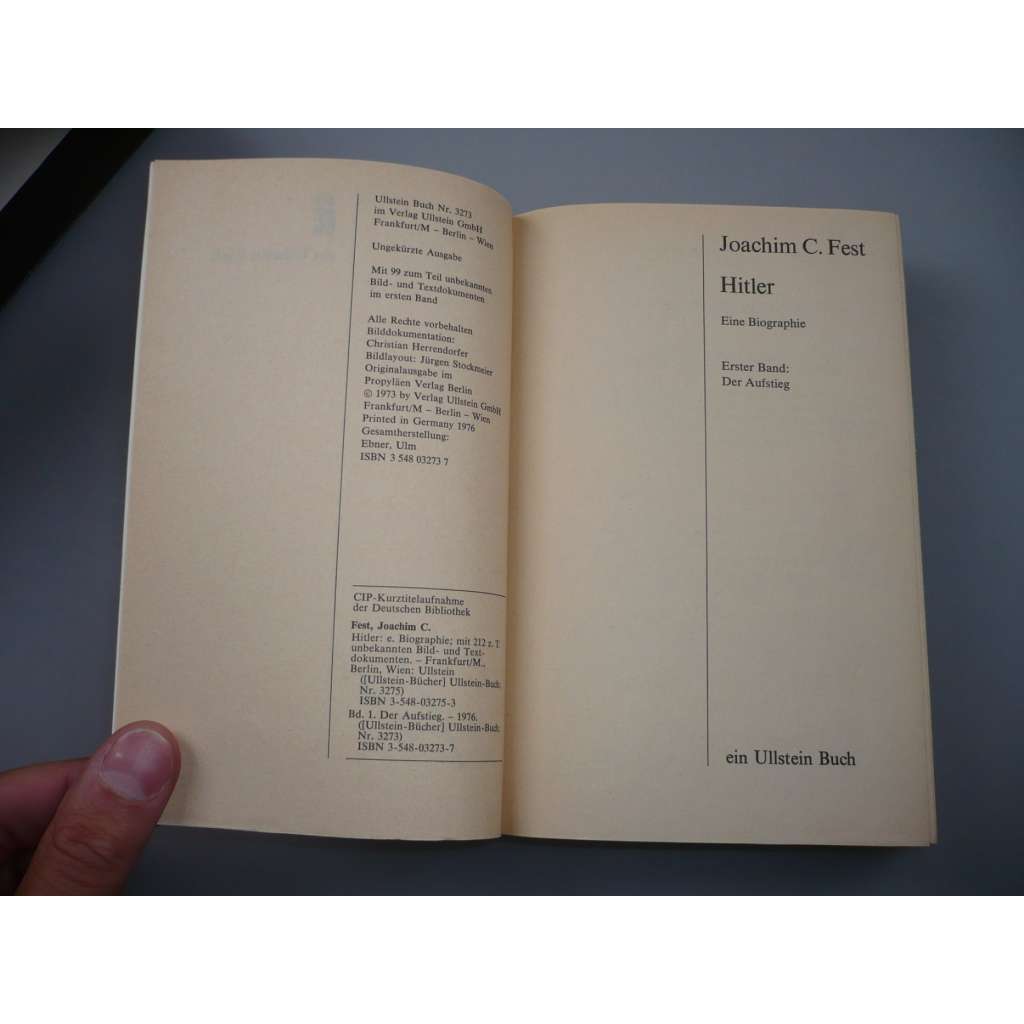 Ullstein Buch Nr. 3273
im Verlag Ullstein GmbH
Frankfurt/M – Berlin – Wien
Ungekürzte Ausgabe
Mit 99 zum Teil unbekannten
Bild- und Textdokumenten
im ersten Band
Alle Rechte vorbehalten
Bilddokumentation:
Christian Herrendorfer
Bildlayout: Jürgen Stockmeier
Originalausgabe im
Propyläen Verlag Berlin
© 1973 by Verlag Ullstein GmbH
Frankfurt/M – Berlin – Wien
Printed in Germany 1976
Gesamtherstellung:
Ebner, Ulm
ISBN 3 548 03273 7
CIP-Kurztitelaufnahme
der Deutschen Bibliothek
Fest, Joachim C.
Hitler: e. Biographie; mit 212 z. T.
unbekannten Bild- und Text-
dokumenten. – Frankfurt/M.,
Berlin, Wien: Ullstein
([Ullstein-Bücher] Ullstein-Buch;
Nr. 3275)
ISBN 3-548-03275-3
Bd. 1. Der Aufstieg. – 1976.
([Ullstein-Bücher] Ullstein-Buch;
Nr. 3273)
ISBN 3-548-03273-7
Joachim C. Fest
Hitler
Eine Biographie
Erster Band:
Der Aufstieg
ein Ullstein Buch